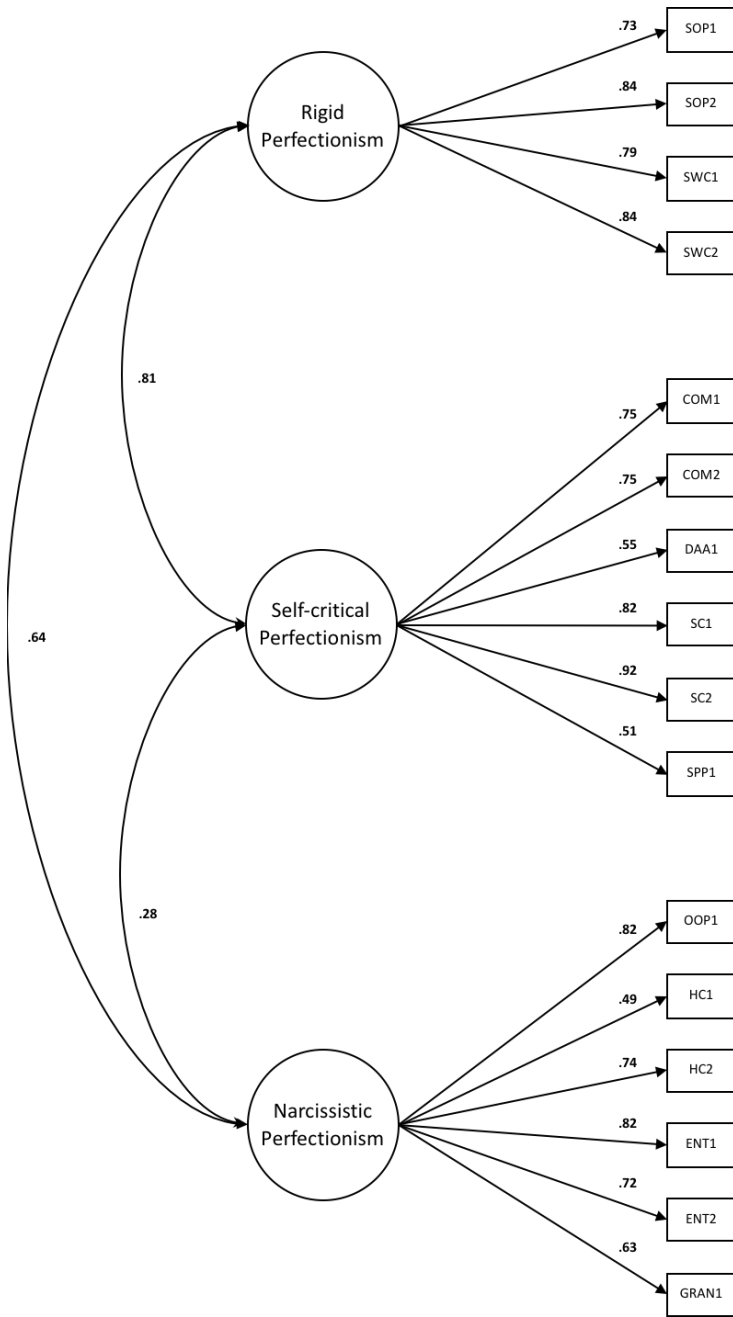 .73
SOP1
Rigid
Perfectionism
.84
SOP2
.79
SWC1
.84
SWC2
.81
.75
COM1
.75
COM2
.55
DAA1
Self-critical
Perfectionism
.82
SC1
.92
SC2
.51
SPP1
.64
.28
.82
OOP1
.49
HC1
.74
HC2
Narcissistic
Perfectionism
.82
ENT1
.72
ENT2
.63
GRAN1